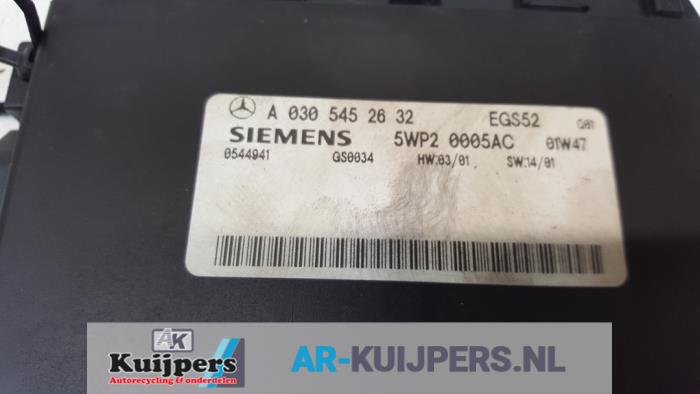 A 030 545 26 32 EGS52 G01
SIEMENS 5WP2 0005AC 01W47
0544941 GS0034 HW:03/01 SW:14/01
AK
Kuijpers
Autorecycling & onderdelen
AR-KUIJPERS.NL